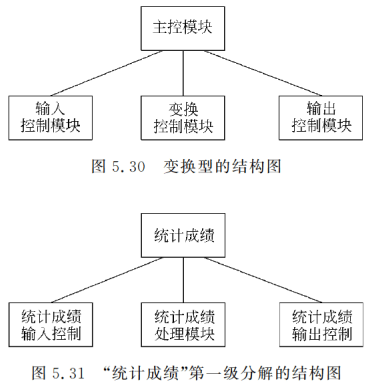 主控模块
输入 变换 输出
控制模块 控制模块 控制模块
图 5.30 变换型的结构图
统计成绩
统计成绩 统计成绩 统计成绩
输入控制 处理模块 输出控制
图 5.31 “统计成绩”第一级分解的结构图